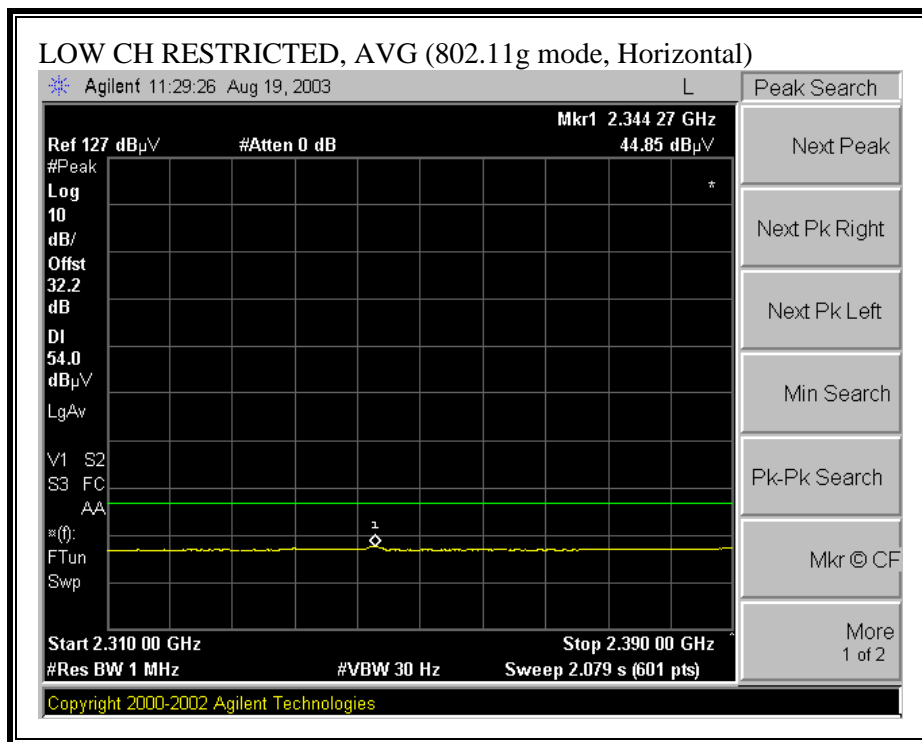 LOW CH RESTRICTED, AVG (802.11g mode, Horizontal)
Agilent 11:29:26 Aug 19, 2003 L
Peak Search
Mkr1 2.344 27 GHz
Ref 127 dBµV #Atten 0 dB 44.85 dBµV
#Peak
Log
10
dB/
Offst
32.2
dB
DI
54.0
dBµV
LgAv
V1 S2
S3 FC
AA
¤(f):
FTun
Swp
*
1
Start 2.310 00 GHz Stop 2.390 00 GHz ^
#Res BW 1 MHz #VBW 30 Hz Sweep 2.079 s (601 pts)
Copyright 2000-2002 Agilent Technologies
Next Peak
Next Pk Right
Next Pk Left
Min Search
Pk-Pk Search
Mkr © CF
More
1 of 2